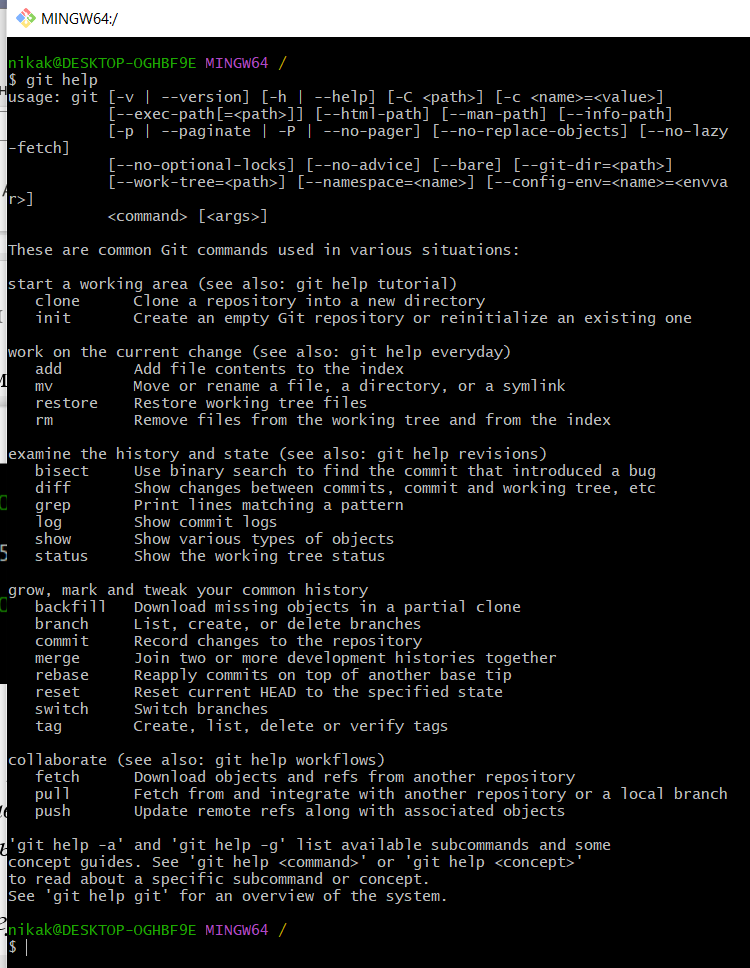 MINGW64:/
nikak@DESKTOP-OGHBF9E MINGW64 /
$ git help
usage: git [-v | --version] [-h | --help] [-C <path>] [-c <name>=<value>]
           [--exec-path[=<path>]] [--html-path] [--man-path] [--info-path]
           [-p | --paginate | -P | --no-pager] [--no-replace-objects] [--no-lazy
-fetch]
           [--no-optional-locks] [--no-advice] [--bare] [--git-dir=<path>]
           [--work-tree=<path>] [--namespace=<name>] [--config-env=<name>=<envva
r>]
           <command> [<args>]

These are common Git commands used in various situations:

start a working area (see also: git help tutorial)
   clone      Clone a repository into a new directory
   init       Create an empty Git repository or reinitialize an existing one

work on the current change (see also: git help everyday)
   add        Add file contents to the index
   mv         Move or rename a file, a directory, or a symlink
   restore    Restore working tree files
   rm         Remove files from the working tree and from the index

examine the history and state (see also: git help revisions)
   bisect     Use binary search to find the commit that introduced a bug
   diff       Show changes between commits, commit and working tree, etc
   grep       Print lines matching a pattern
   log        Show commit logs
   show       Show various types of objects
   status     Show the working tree status

grow, mark and tweak your common history
   backfill   Download missing objects in a partial clone
   branch     List, create, or delete branches
   commit     Record changes to the repository
   merge      Join two or more development histories together
   rebase     Reapply commits on top of another base tip
   reset      Reset current HEAD to the specified state
   switch     Switch branches
   tag        Create, list, delete or verify tags

collaborate (see also: git help workflows)
   fetch      Download objects and refs from another repository
   pull       Fetch from and integrate with another repository or a local branch
   push       Update remote refs along with associated objects

'git help -a' and 'git help -g' list available subcommands and some
concept guides. See 'git help <command>' or 'git help <concept>'
to read about a specific subcommand or concept.
See 'git help git' for an overview of the system.

nikak@DESKTOP-OGHBF9E MINGW64 /
$